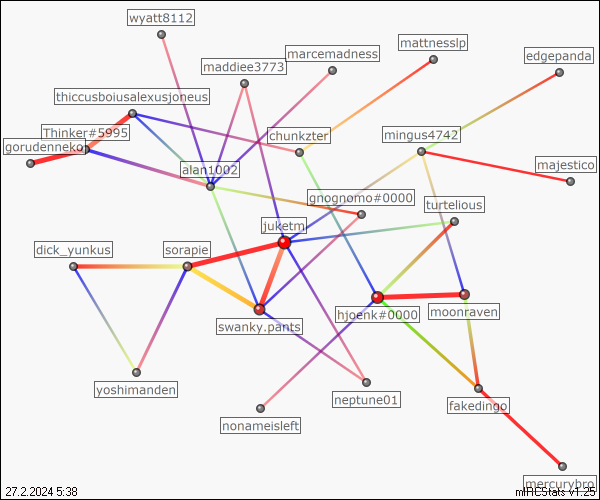 wyatt8112
mattnesslp
marcemadness
edgepanda
maddiee3773
thiccusboiusalexusjoneus
Thinker#5995
chunkzter
mingus4742
gorudenneko
alan1002
majestico
gnognomo#0000
turtelious
juketm
dick_yunkus
sorapie
hjoenk#0000
moonraven
swanky.pants
yoshimanden
neptune01
fakedingo
nonameisleft
mercurybro
27.2.2024 5:38
mIRCStats v1.25